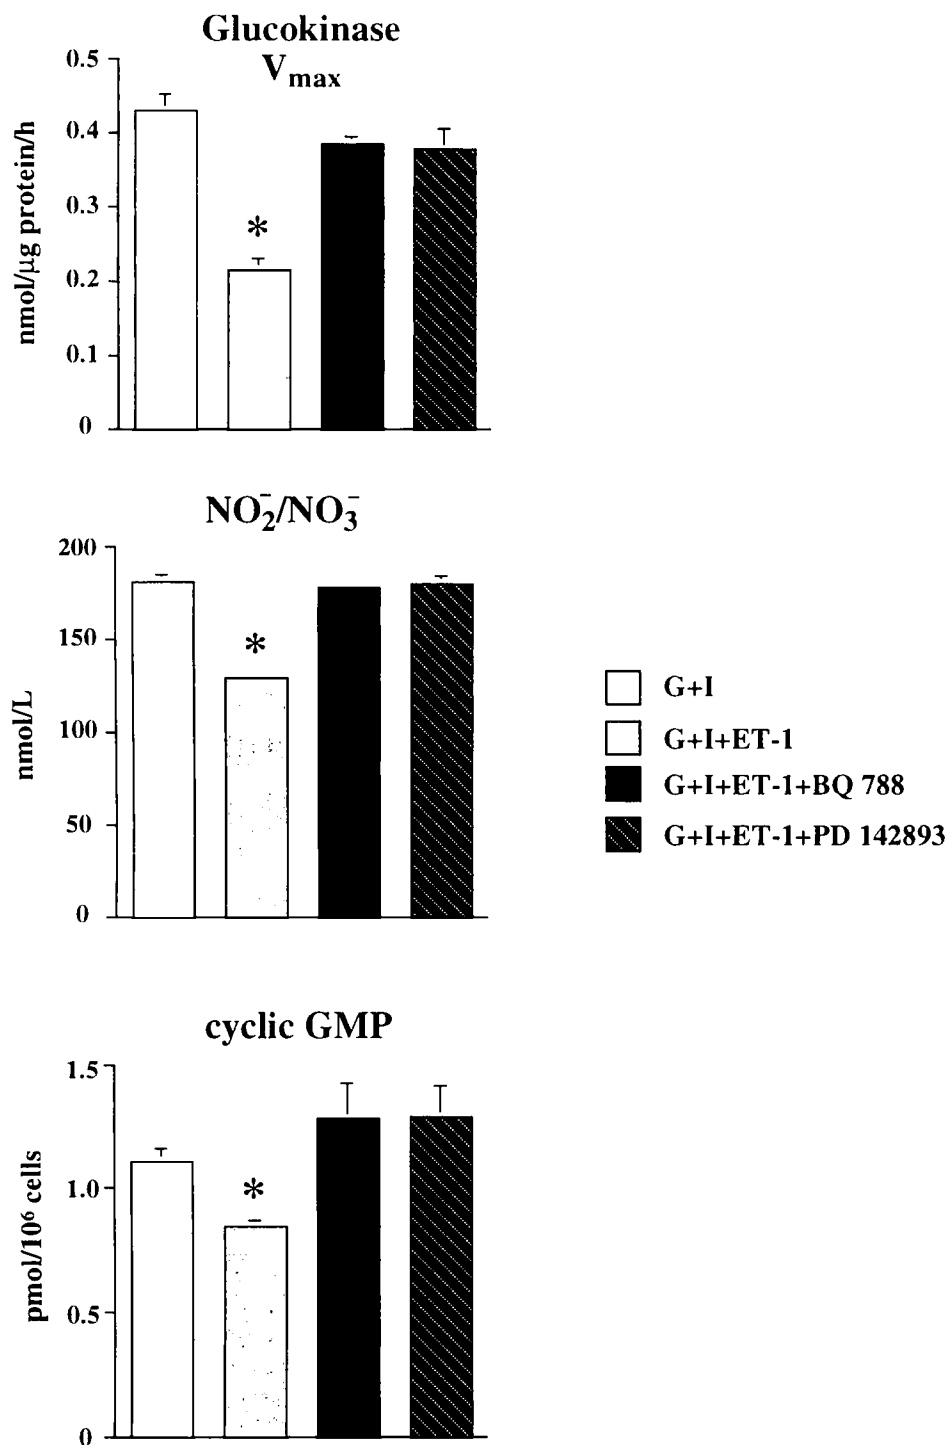 Glucokinase
Vmax
0.5
0.4
0.3
0.2
0.1
0
nmol/µg protein/h
*
NO₂⁻/NO₃⁻
200
150
100
50
0
nmol/L
*
G+I
G+I+ET-1
G+I+ET-1+BQ 788
G+I+ET-1+PD 142893
cyclic GMP
1.5
1.0
0.5
0
pmol/10⁶ cells
*